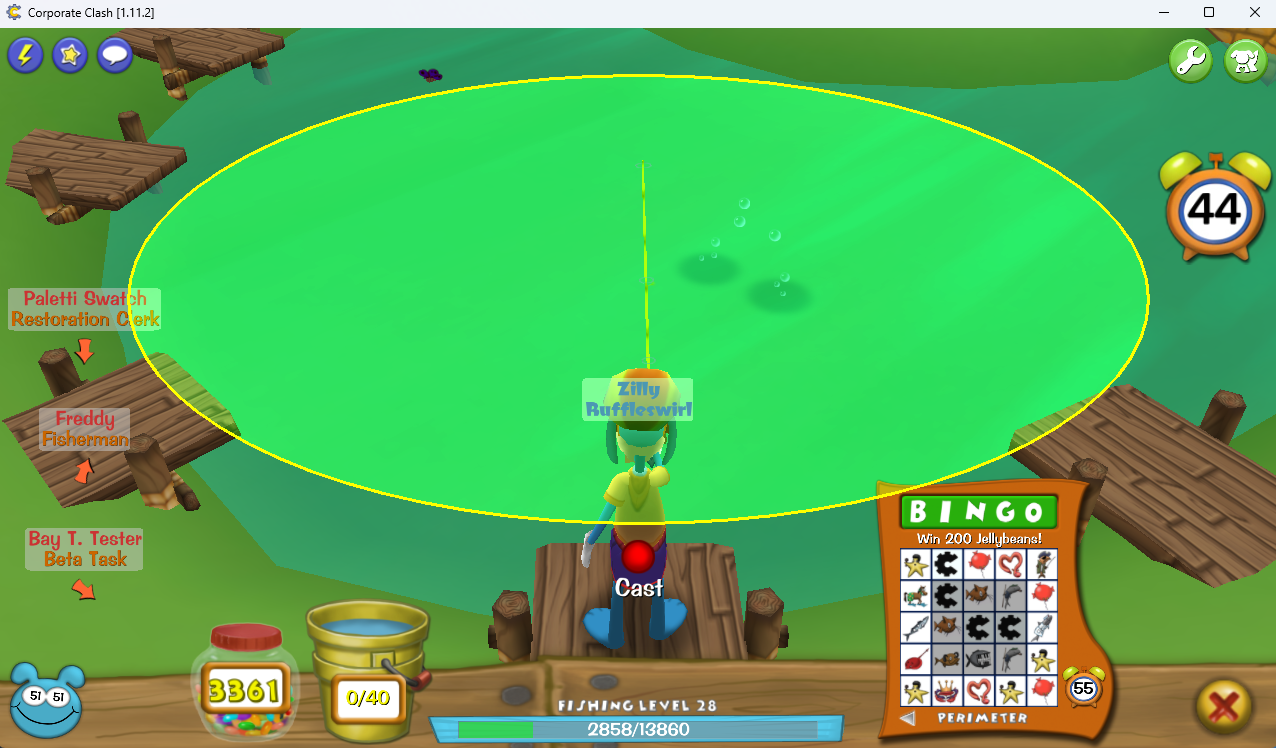 Corporate Clash [1.11.2]
44
Paletti Swatch
Restoration Clerk
Zilly
Ruffleswirl
Freddy
Fisherman
Bay T. Tester
Beta Task
Cast
BINGO
Win 200 Jellybeans!
PERIMETER
55
51 51
3361
0/40
FISHING LEVEL 28
2858/13860